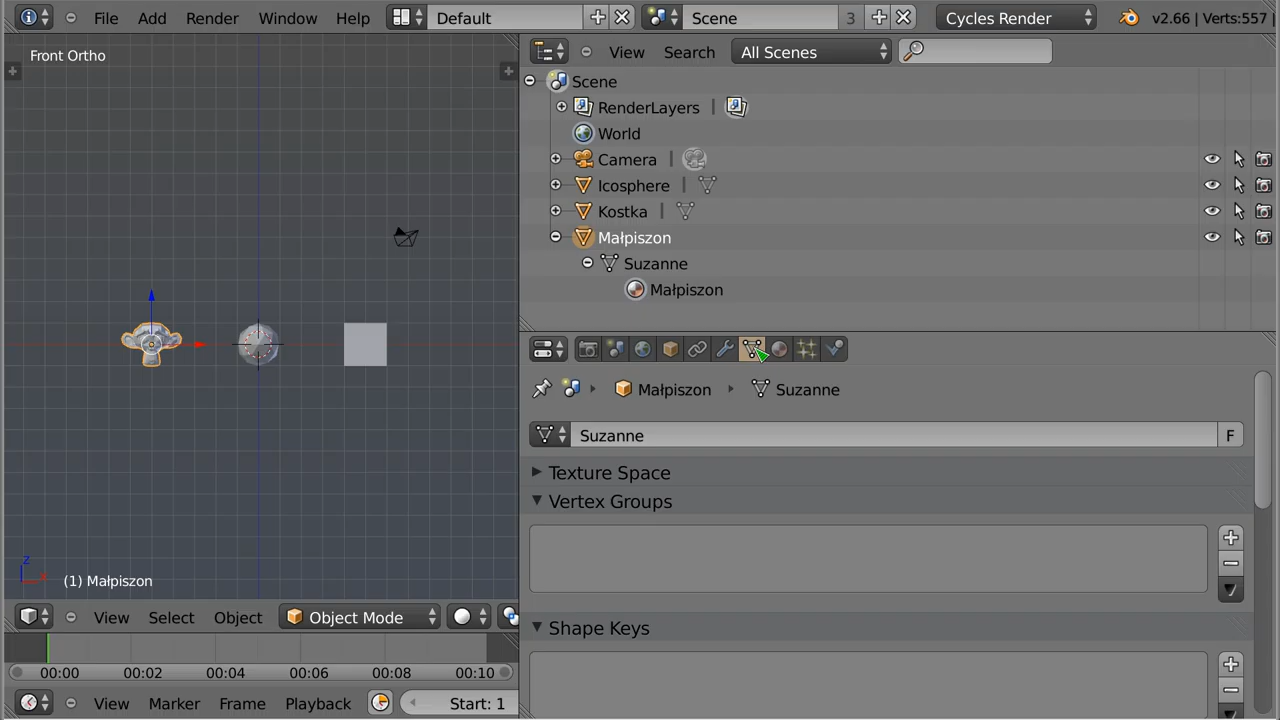 File Add Render Window Help Default Scene 3 Cycles Render v2.66 | Verts:557 |
Front Ortho
View Search All Scenes
Scene
RenderLayers
World
Camera
Icosphere
Kostka
Małpiszon
Suzanne
Małpiszon
Małpiszon Suzanne
Suzanne F
Texture Space
Vertex Groups
Shape Keys
z
x
(1) Małpiszon
View Select Object Object Mode
00:00 00:02 00:04 00:06 00:08 00:10
View Marker Frame Playback Start: 1